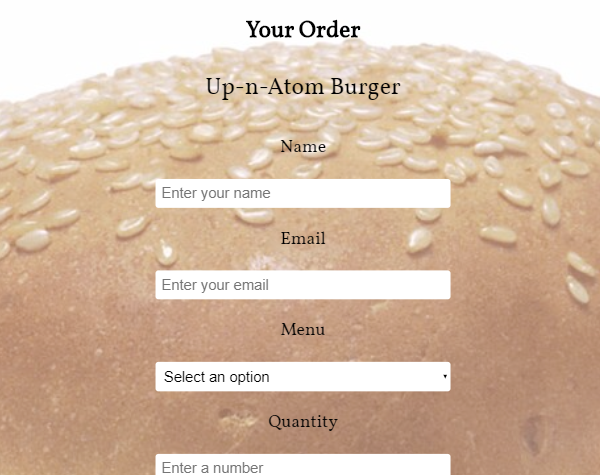 Your Order
Up-n-Atom Burger
Name
Enter your name
Email
Enter your email
Menu
Select an option
Quantity
Enter a number